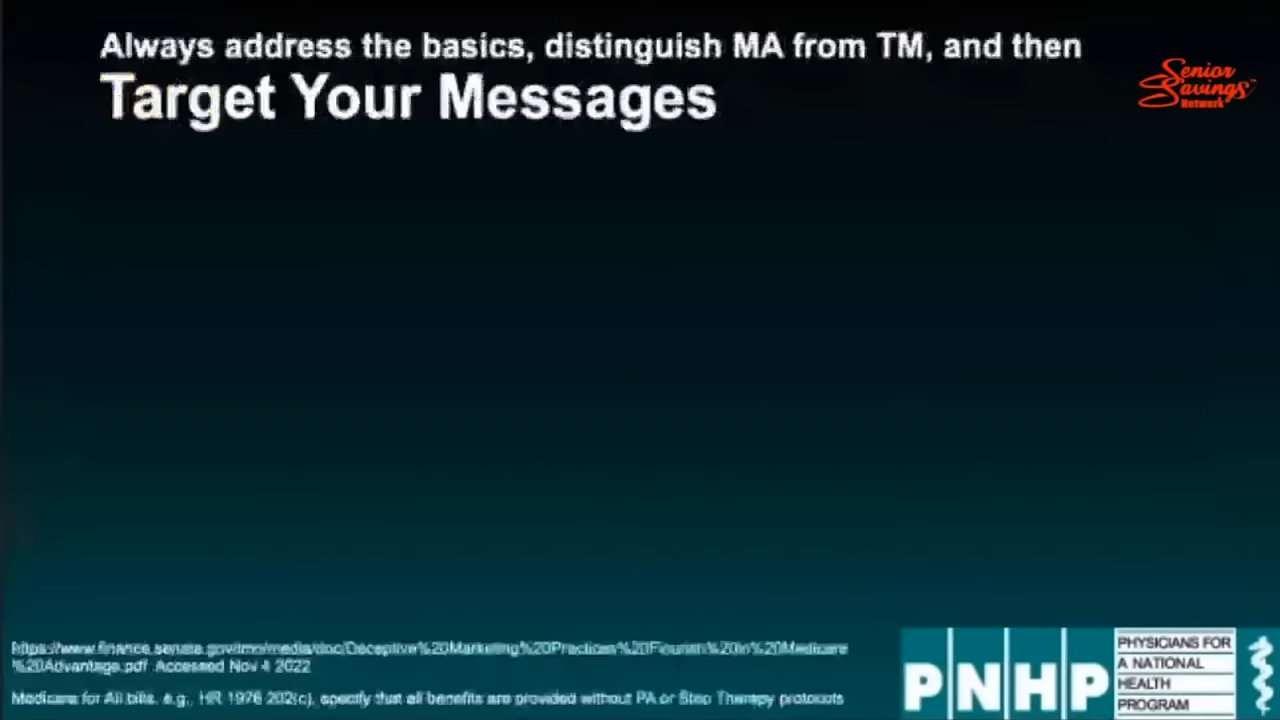 Always address the basics, distinguish MA from TM, and then
Target Your Messages
Senior
Savings
Network
https://www.finance.senate.gov/imo/media/doc/Deceptive%20Marketing%20Practices%20Flourish%20in%20Medicare
%20Advantage.pdf Accessed Nov 4 2022
Medicare for All bills, e.g., HR 1976 202(c), specify that all benefits are provided without PA or Step Therapy protocols
PNHP
PHYSICIANS FOR
A NATIONAL
HEALTH
PROGRAM